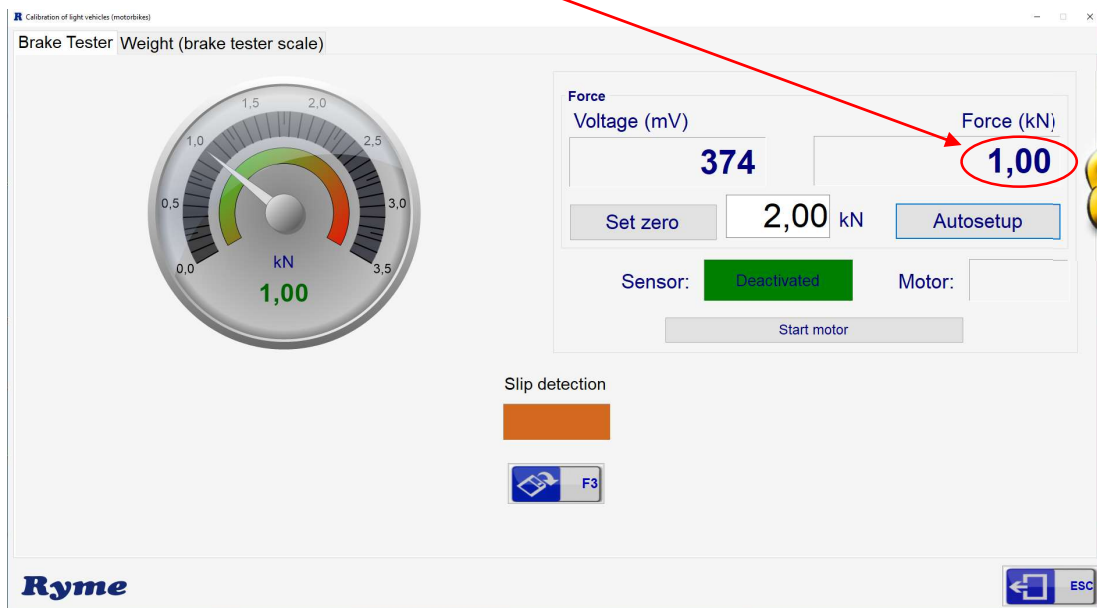 R Calibration of light vehicles (motorbikes)
Brake Tester Weight (brake tester scale)
1,5 2,0
1,0 2,5
0,5 3,0
0,0 3,5
kN
1,00
Force
Voltage (mV) Force (kN)
374 1,00
Set zero 2,00 kN Autosetup
Sensor: Deactivated Motor:
Start motor
Slip detection
F3
Ryme
ESC